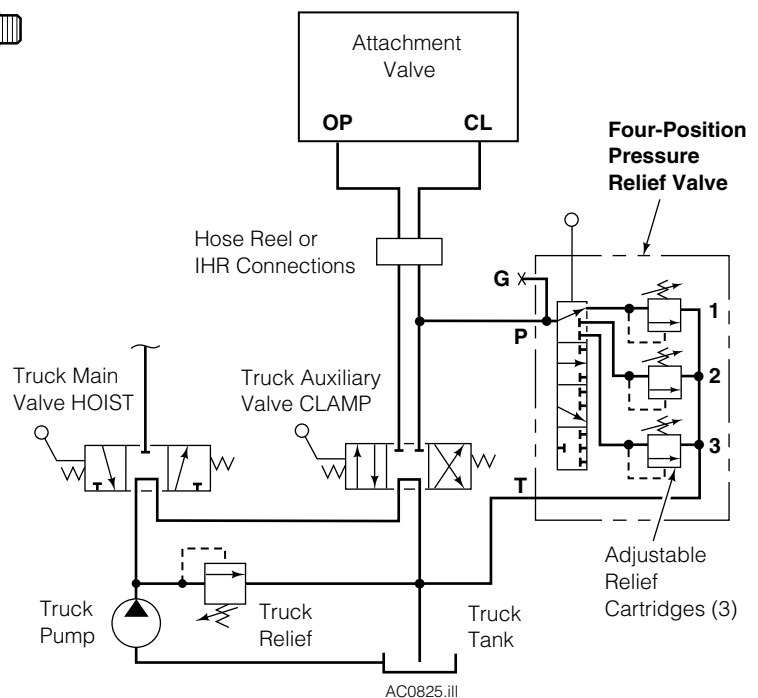 Attachment
Valve
OP
CL
Four-Position
Pressure
Relief Valve
Hose Reel or
IHR Connections
G
P
1
2
3
T
Truck Main
Valve HOIST
Truck Auxiliary
Valve CLAMP
Adjustable
Relief
Cartridges (3)
Truck
Pump
Truck
Relief
Truck
Tank
AC0825.ill